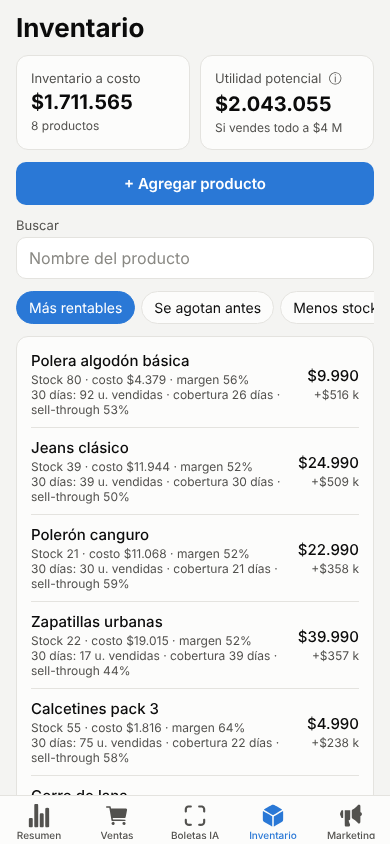 Inventario
Inventario a costo
$1.711.565
8 productos
Utilidad potencial ⓘ
$2.043.055
Si vendes todo a $4 M
+ Agregar producto
Buscar
Nombre del producto
Más rentables
Se agotan antes
Menos stock
Polera algodón básica
Stock 80 · costo $4.379 · margen 56%
30 días: 92 u. vendidas · cobertura 26 días ·
sell-through 53%
$9.990
+$516 k
Jeans clásico
Stock 39 · costo $11.944 · margen 52%
30 días: 39 u. vendidas · cobertura 30 días ·
sell-through 50%
$24.990
+$509 k
Polerón canguro
Stock 21 · costo $11.068 · margen 52%
30 días: 30 u. vendidas · cobertura 21 días ·
sell-through 59%
$22.990
+$358 k
Zapatillas urbanas
Stock 22 · costo $19.015 · margen 52%
30 días: 17 u. vendidas · cobertura 39 días ·
sell-through 44%
$39.990
+$357 k
Calcetines pack 3
Stock 55 · costo $1.816 · margen 64%
30 días: 75 u. vendidas · cobertura 22 días ·
sell-through 58%
$4.990
+$238 k
Resumen
Ventas
Boletas IA
Inventario
Marketing